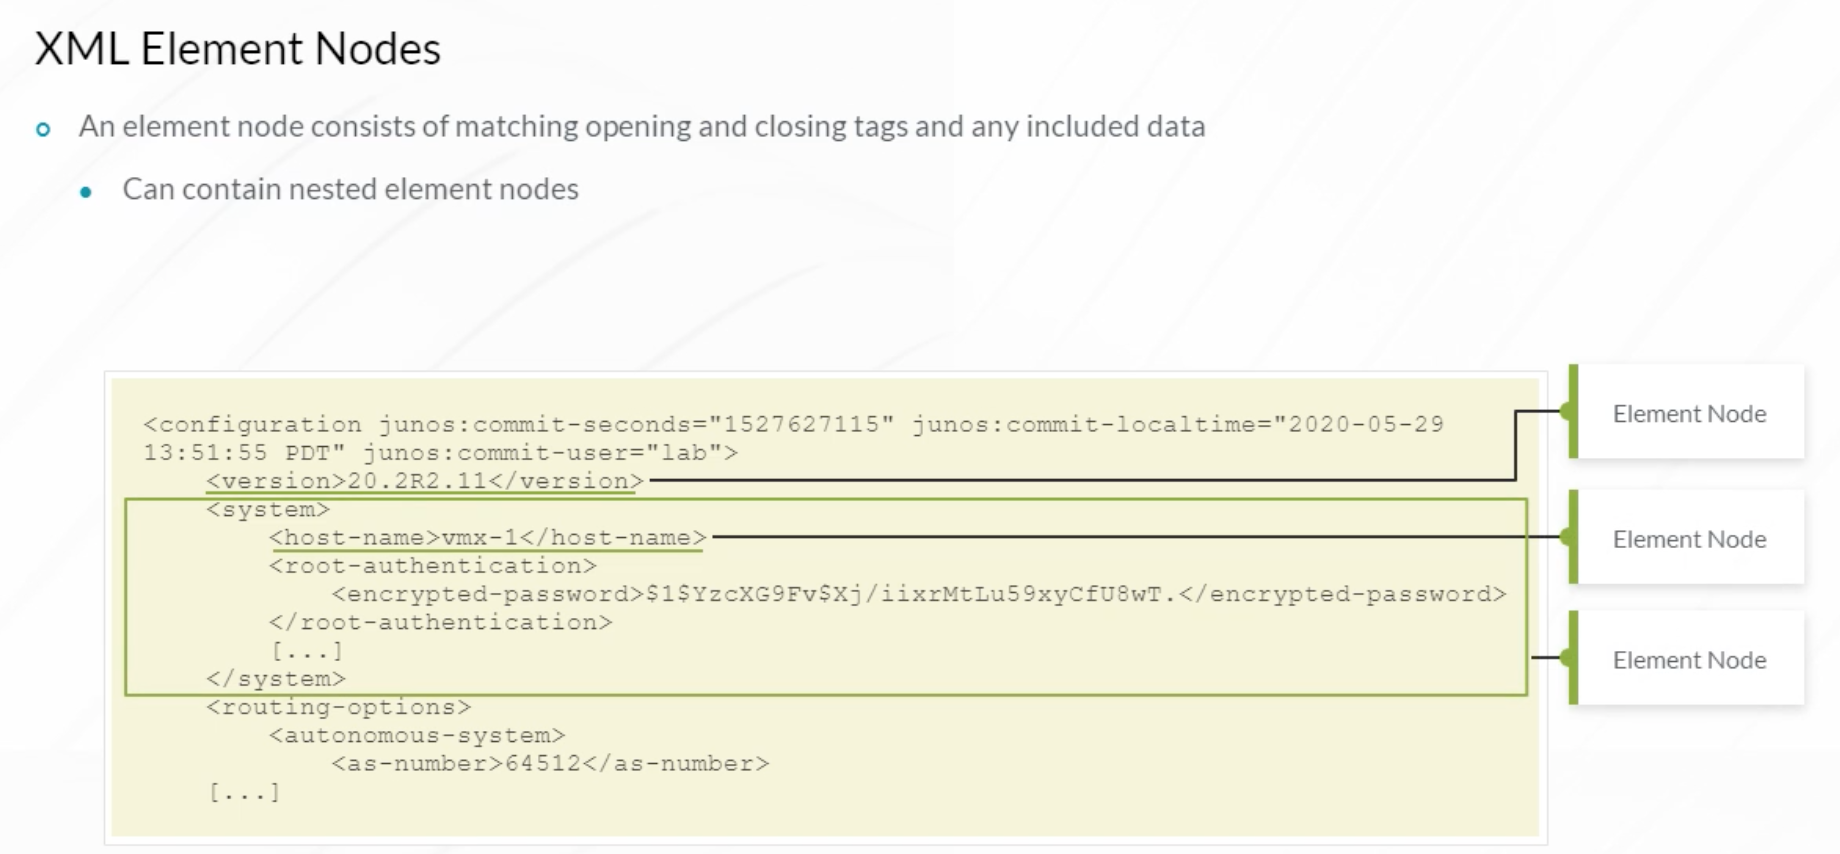 XML Element Nodes
An element node consists of matching opening and closing tags and any included data
Can contain nested element nodes
<configuration junos:commit-seconds="1527627115" junos:commit-localtime="2020-05-29
13:51:55 PDT" junos:commit-user="lab">
<version>20.2R2.11</version>
<system>
<host-name>vmx-1</host-name>
<root-authentication>
<encrypted-password>$1$YzcXG9Fv$Xj/iixrMtLu59xyCfU8wT.</encrypted-password>
</root-authentication>
[...]
</system>
<routing-options>
<autonomous-system>
<as-number>64512</as-number>
[...]
Element Node
Element Node
Element Node